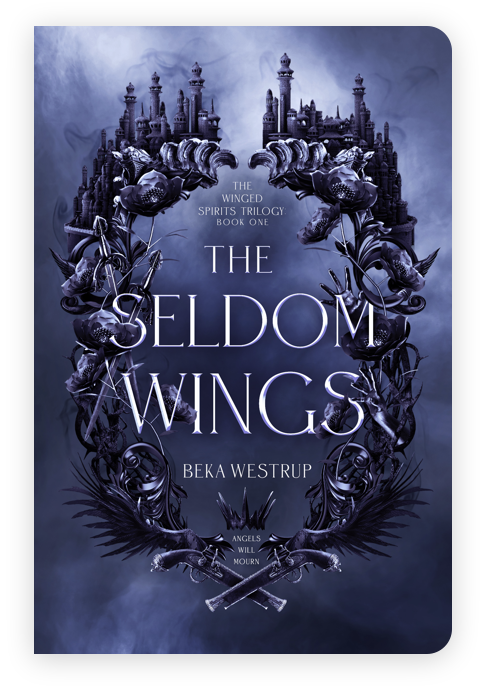 THE
WINGED
SPIRITS TRILOGY:
BOOK ONE
THE
SELDOM
WINGS
BEKA WESTRUP
ANGELS
WILL
MOURN